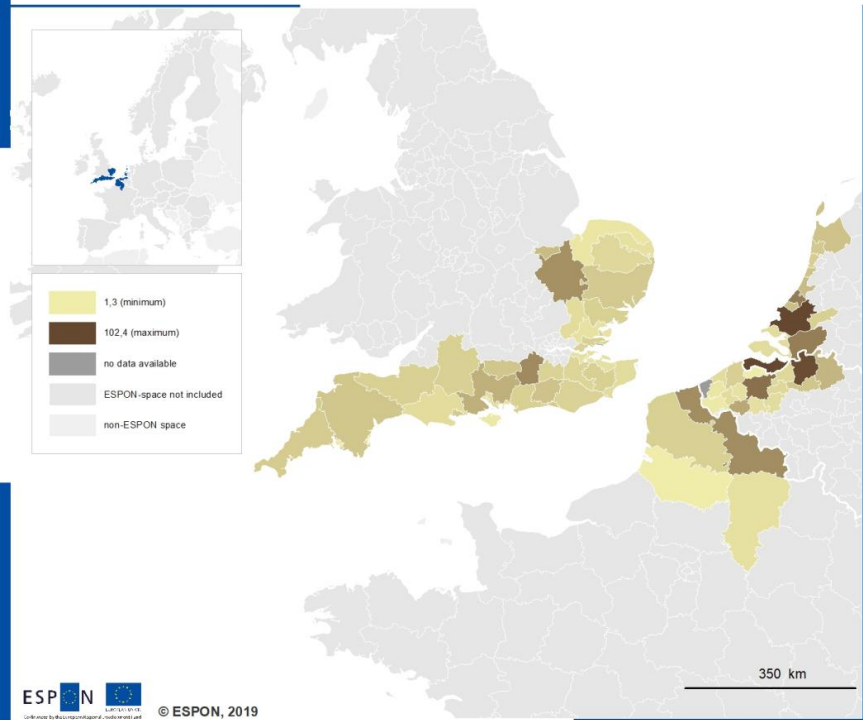 1,3 (minimum)
102,4 (maximum)
no data available
ESPON-space not included
non-ESPON space
350 km
ESPON
© ESPON, 2019